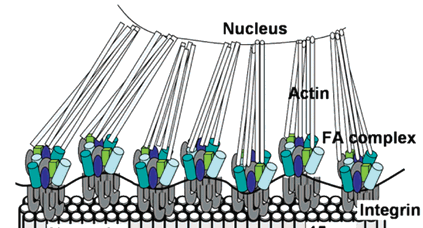 Nucleus
Actin
FA complex
Integrin